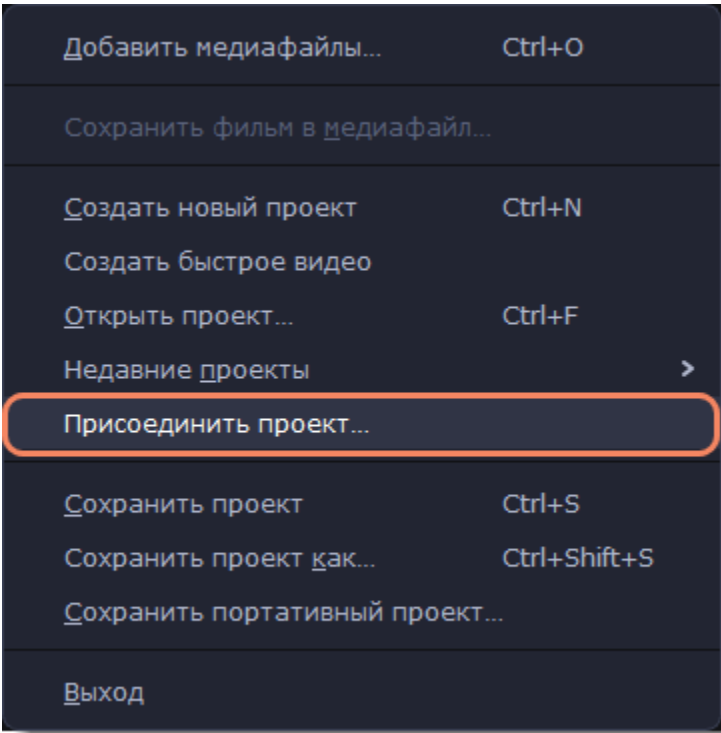 Добавить медиафайлы... Ctrl+O
Сохранить фильм в медиафайл...
Создать новый проект Ctrl+N
Создать быстрое видео
Открыть проект... Ctrl+F
Недавние проекты >
Присоединить проект...
Сохранить проект Ctrl+S
Сохранить проект как... Ctrl+Shift+S
Сохранить портативный проект...
Выход